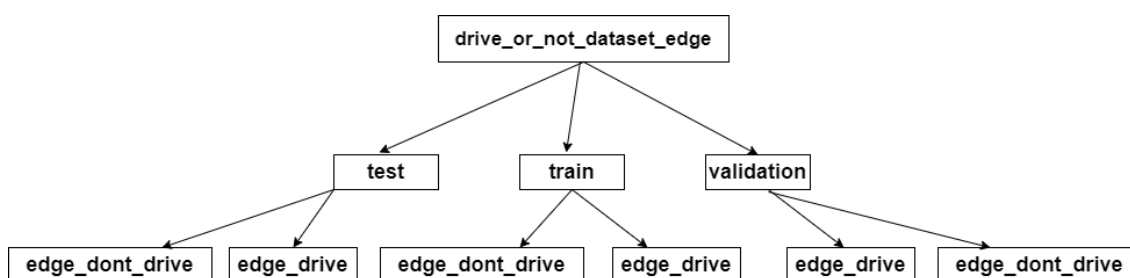 drive_or_not_dataset_edge
test
train
validation
edge_dont_drive
edge_drive
edge_dont_drive
edge_drive
edge_drive
edge_dont_drive